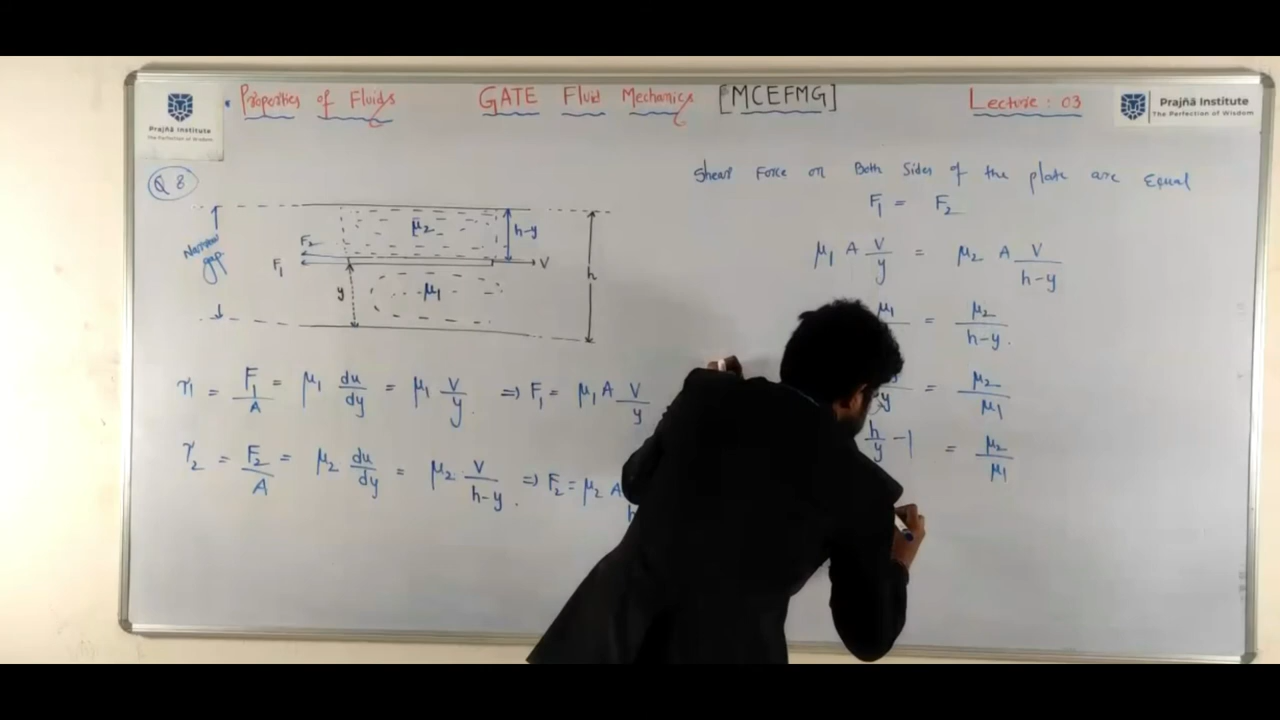 Prajñā Institute
The Perfection of Wisdom
Properties of Fluids
GATE Fluid Mechanics [MCEFMG]
Lecture : 03
Prajñā Institute
The Perfection of Wisdom
Q 8
Shear Force on Both Sides of the plate are Equal
F₁ = F₂
μ₁ A V/y = μ₂ A V/(h-y)
μ₁ = μ₂/(h-y).
y = μ₂/μ₁
h/y - 1 = μ₂/μ₁
Narrow gap
F₂
F₁
μ₂
h-y
V
h
y
μ₁
τ1 = F₁/A = μ₁ du/dy = μ₁ V/y. ⇒ F₁ = μ₁ A V/y
τ₂ = F₂/A = μ₂ du/dy = μ₂ V/(h-y). ⇒ F₂ = μ₂ A